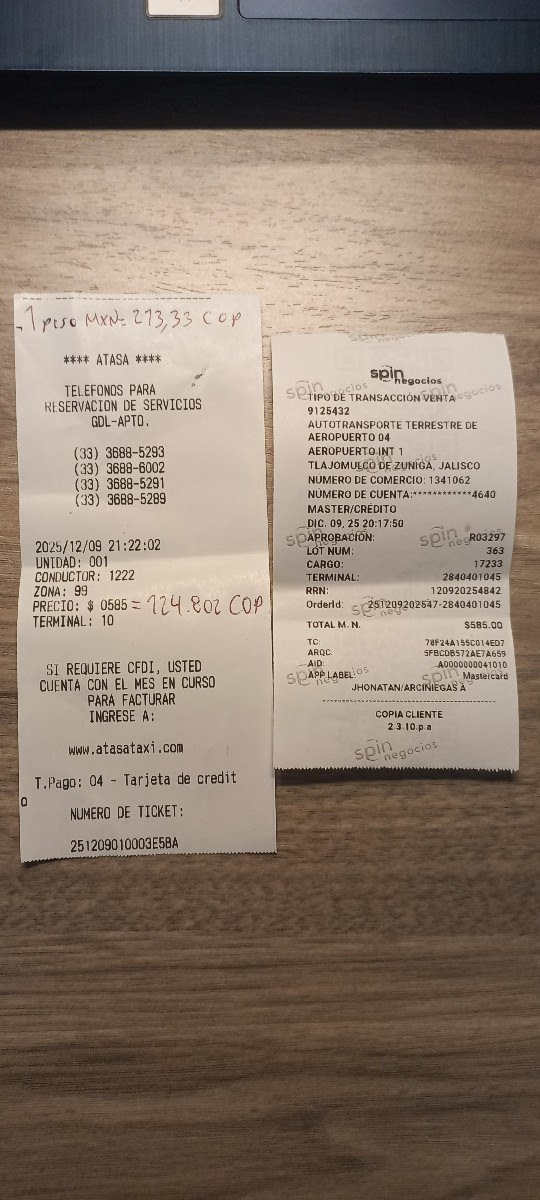 1 peso MXN= 213,33 COP
**** ATASA ****
TELEFONOS PARA
RESERVACION DE SERVICIOS
GDL-APTO.
(33) 3688-5293
(33) 3688-6002
(33) 3688-5291
(33) 3688-5289
2025/12/09 21:22:02
UNIDAD: 001
CONDUCTOR: 1222
ZONA: 99
PRECIO: $ 0585 = 124.802 COP
TERMINAL: 10
SI REQUIERE CFDI, USTED
CUENTA CON EL MES EN CURSO
PARA FACTURAR
INGRESE A:
www.atasataxi.com
T.Pago: 04 - Tarjeta de credit
o
NUMERO DE TICKET:
251209010003E5BA
spin negocios
TIPO DE TRANSACCIÓN VENTA
9125432
AUTOTRANSPORTE TERRESTRE DE
AEROPUERTO 04
AEROPUERTO INT 1
TLAJOMULCO DE ZUÑIGA, JALISCO
NÚMERO DE COMERCIO: 1341062
NÚMERO DE CUENTA:************4640
MASTER/CRÉDITO
DIC. 09, 25 20:17:50
APROBACIÓN: R03297
LOT NUM: 363
CARGO: 17233
TERMINAL: 2840401045
RRN: 120920254842
OrderId: 251209202547-2840401045
TOTAL M. N. $585.00
TC: 78F24A155C014ED7
ARQC: 5FBCDB572AE7A659
AID: A0000000041010
APP LABEL: Mastercard
JHONATAN/ARCINIEGAS A
COPIA CLIENTE
2.3.10.p.a
spin negocios